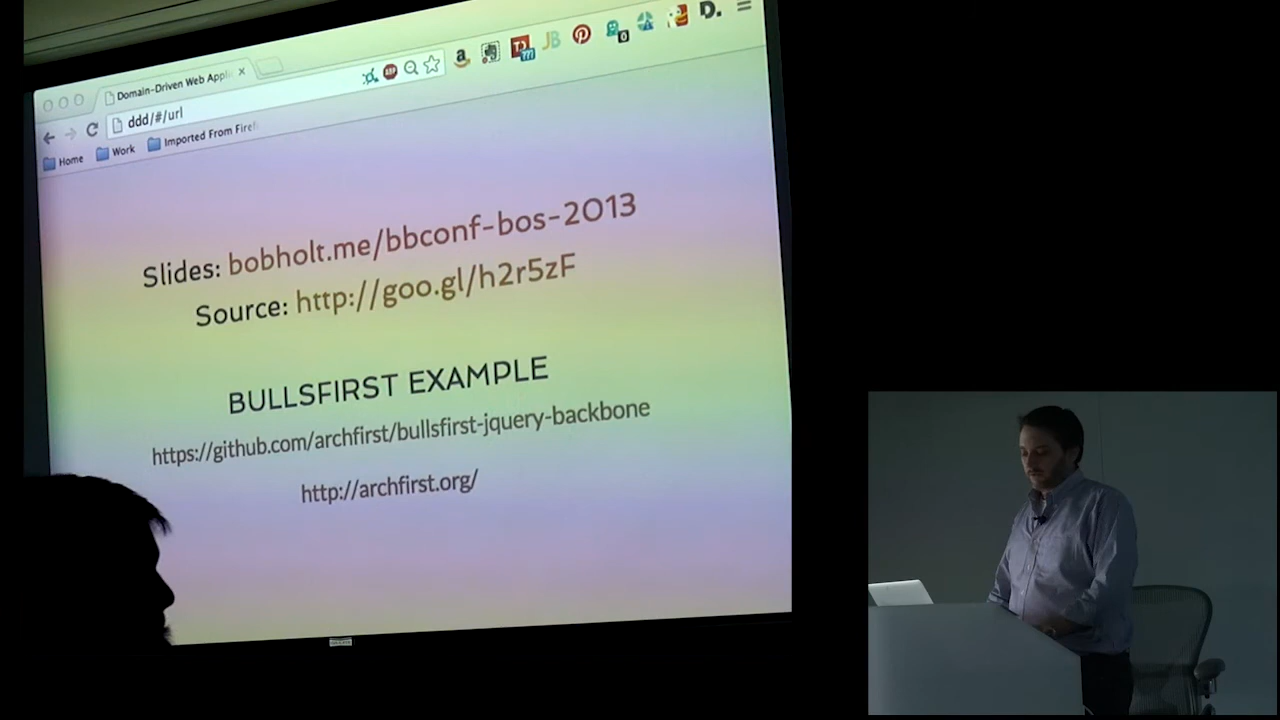 Domain-Driven Web Appl
ddd/#/url
Home
Work
Imported From Firef
Slides: bobholt.me/bbconf-bos-2013
Source: http://goo.gl/h2r5zF
BULLSFIRST EXAMPLE
https://github.com/archfirst/bullsfirst-jquery-backbone
http://archfirst.org/